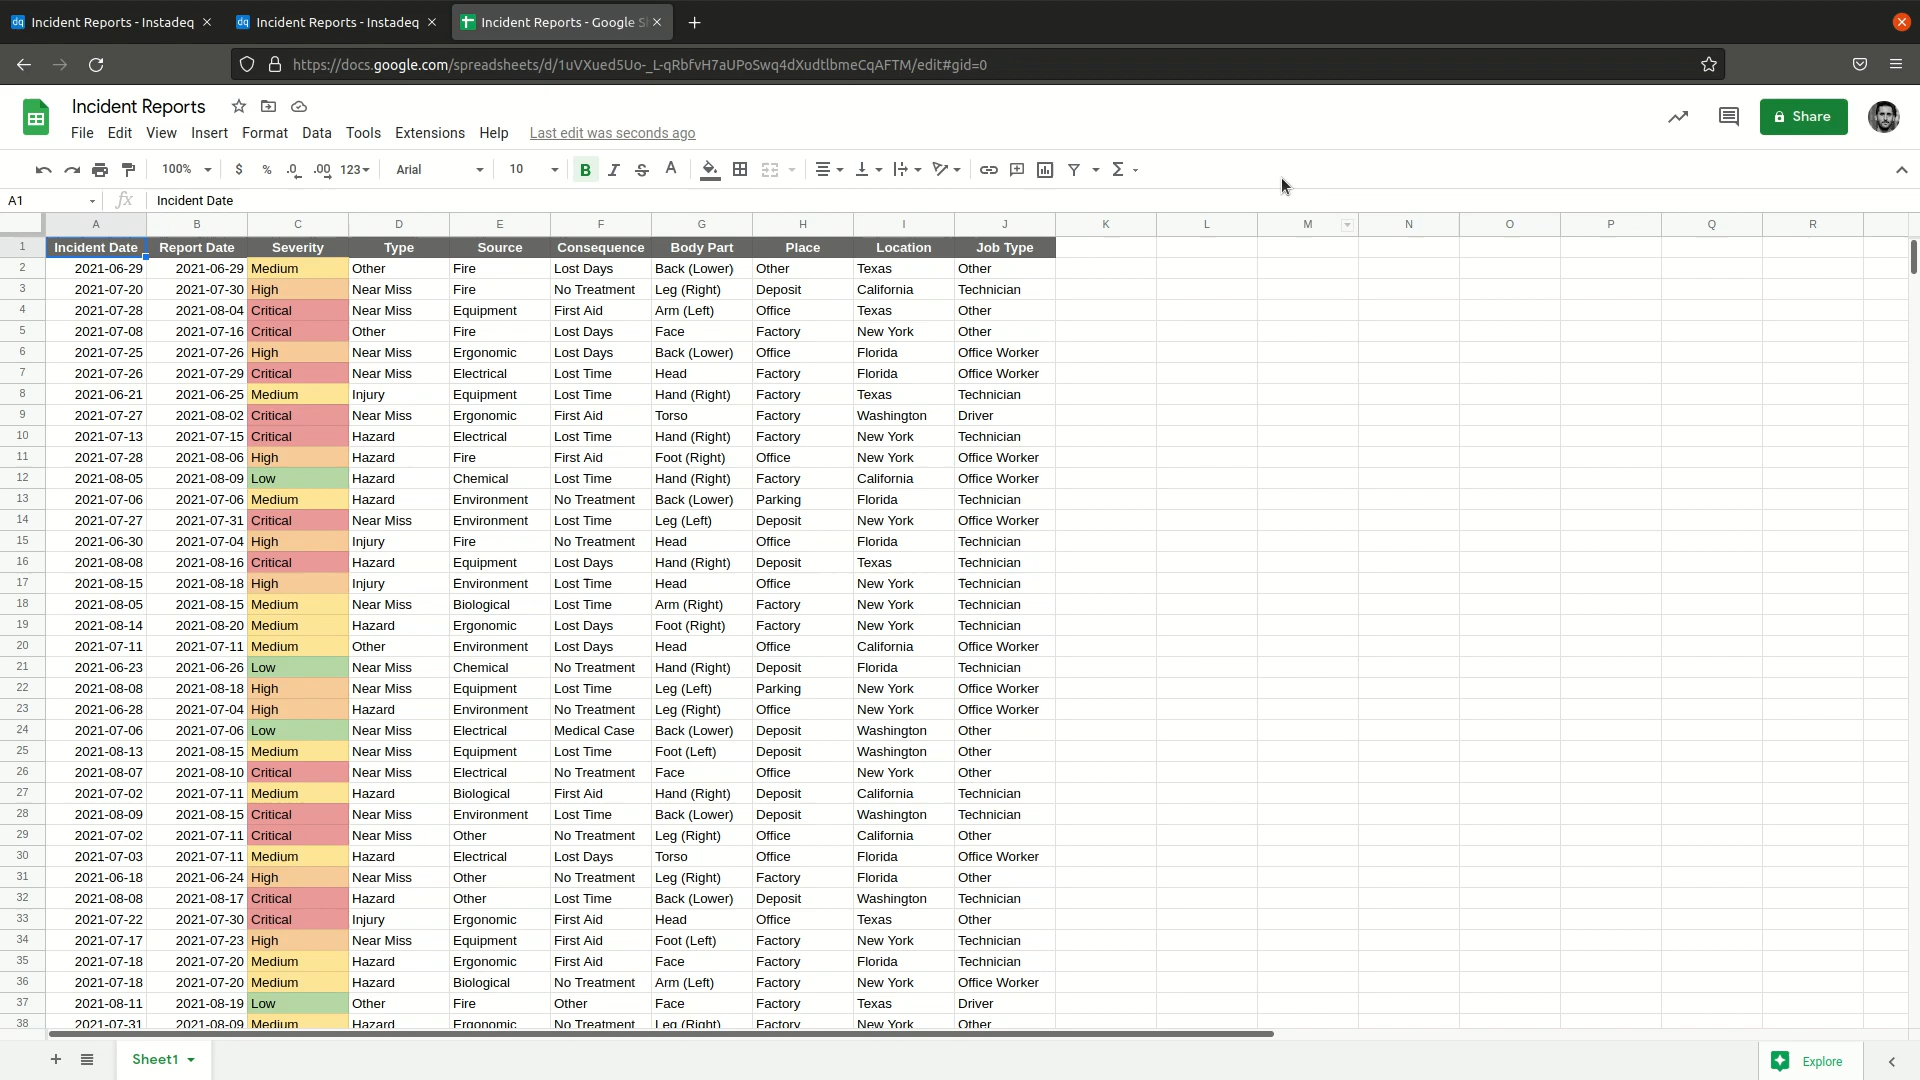 Incident Reports - Instadeq
Incident Reports - Instadeq
Incident Reports - Google S
https://docs.google.com/spreadsheets/d/1uVXued5Uo-_L-qRbfvH7aUPoSwq4dXudtlbmeCqAFTM/edit#gid=0
Incident Reports
Share
File Edit View Insert Format Data Tools Extensions Help Last edit was seconds ago
100% $ % .0 .00 123 Arial 10 B I S A Σ
A1 fx Incident Date
A B C D E F G H I J K L M N O P Q R
1 Incident Date Report Date Severity Type Source Consequence Body Part Place Location Job Type
2 2021-06-29 2021-06-29 Medium Other Fire Lost Days Back (Lower) Other Texas Other
3 2021-07-20 2021-07-30 High Near Miss Fire No Treatment Leg (Right) Deposit California Technician
4 2021-07-28 2021-08-04 Critical Near Miss Equipment First Aid Arm (Left) Office Texas Other
5 2021-07-08 2021-07-16 Critical Other Fire Lost Days Face Factory New York Other
6 2021-07-25 2021-07-26 High Near Miss Ergonomic Lost Days Back (Lower) Office Florida Office Worker
7 2021-07-26 2021-07-29 Critical Near Miss Electrical Lost Time Head Factory Florida Office Worker
8 2021-06-21 2021-06-25 Medium Injury Equipment Lost Time Hand (Right) Factory Texas Technician
9 2021-07-27 2021-08-02 Critical Near Miss Ergonomic First Aid Torso Factory Washington Driver
10 2021-07-13 2021-07-15 Critical Hazard Electrical Lost Time Hand (Right) Factory New York Technician
11 2021-07-28 2021-08-06 High Hazard Fire First Aid Foot (Right) Office New York Office Worker
12 2021-08-05 2021-08-09 Low Hazard Chemical Lost Time Hand (Right) Factory California Office Worker
13 2021-07-06 2021-07-06 Medium Hazard Environment No Treatment Back (Lower) Parking Florida Technician
14 2021-07-27 2021-07-31 Critical Near Miss Environment Lost Time Leg (Left) Deposit New York Office Worker
15 2021-06-30 2021-07-04 High Injury Fire No Treatment Head Office Florida Technician
16 2021-08-08 2021-08-16 Critical Hazard Equipment Lost Days Hand (Right) Deposit Texas Technician
17 2021-08-15 2021-08-18 High Injury Environment Lost Time Head Office New York Technician
18 2021-08-05 2021-08-15 Medium Near Miss Biological Lost Time Arm (Right) Factory New York Technician
19 2021-08-14 2021-08-20 Medium Hazard Ergonomic Lost Days Foot (Right) Factory New York Technician
20 2021-07-11 2021-07-11 Medium Other Environment Lost Days Head Office California Office Worker
21 2021-06-23 2021-06-26 Low Near Miss Chemical No Treatment Hand (Right) Deposit Florida Technician
22 2021-08-08 2021-08-18 High Near Miss Equipment Lost Time Leg (Left) Parking New York Office Worker
23 2021-06-28 2021-07-04 High Hazard Environment No Treatment Leg (Right) Office New York Office Worker
24 2021-07-06 2021-07-06 Low Near Miss Electrical Medical Case Back (Lower) Deposit Washington Other
25 2021-08-13 2021-08-15 Medium Near Miss Equipment Lost Time Foot (Left) Deposit Washington Other
26 2021-08-07 2021-08-10 Critical Near Miss Electrical No Treatment Face Office New York Other
27 2021-07-02 2021-07-11 Medium Hazard Biological First Aid Hand (Right) Deposit California Technician
28 2021-08-09 2021-08-15 Critical Near Miss Environment Lost Time Back (Lower) Deposit Washington Technician
29 2021-07-02 2021-07-11 Critical Near Miss Other No Treatment Leg (Right) Office California Other
30 2021-07-03 2021-07-11 Medium Hazard Electrical Lost Days Torso Office Florida Office Worker
31 2021-06-18 2021-06-24 High Near Miss Other No Treatment Leg (Right) Factory Florida Other
32 2021-08-08 2021-08-17 Critical Hazard Other Lost Time Back (Lower) Deposit Washington Technician
33 2021-07-22 2021-07-30 Critical Injury Ergonomic First Aid Head Office Texas Other
34 2021-07-17 2021-07-23 High Near Miss Equipment First Aid Foot (Left) Factory New York Technician
35 2021-07-18 2021-07-20 Medium Hazard Ergonomic First Aid Face Factory Florida Technician
36 2021-07-18 2021-07-20 Medium Hazard Biological No Treatment Arm (Left) Factory New York Office Worker
37 2021-08-11 2021-08-19 Low Other Fire Other Face Factory Texas Driver
38 2021-07-31 2021-08-09 Medium Hazard Ergonomic No Treatment Leg (Right) Factory New York Other
Sheet1
Explore